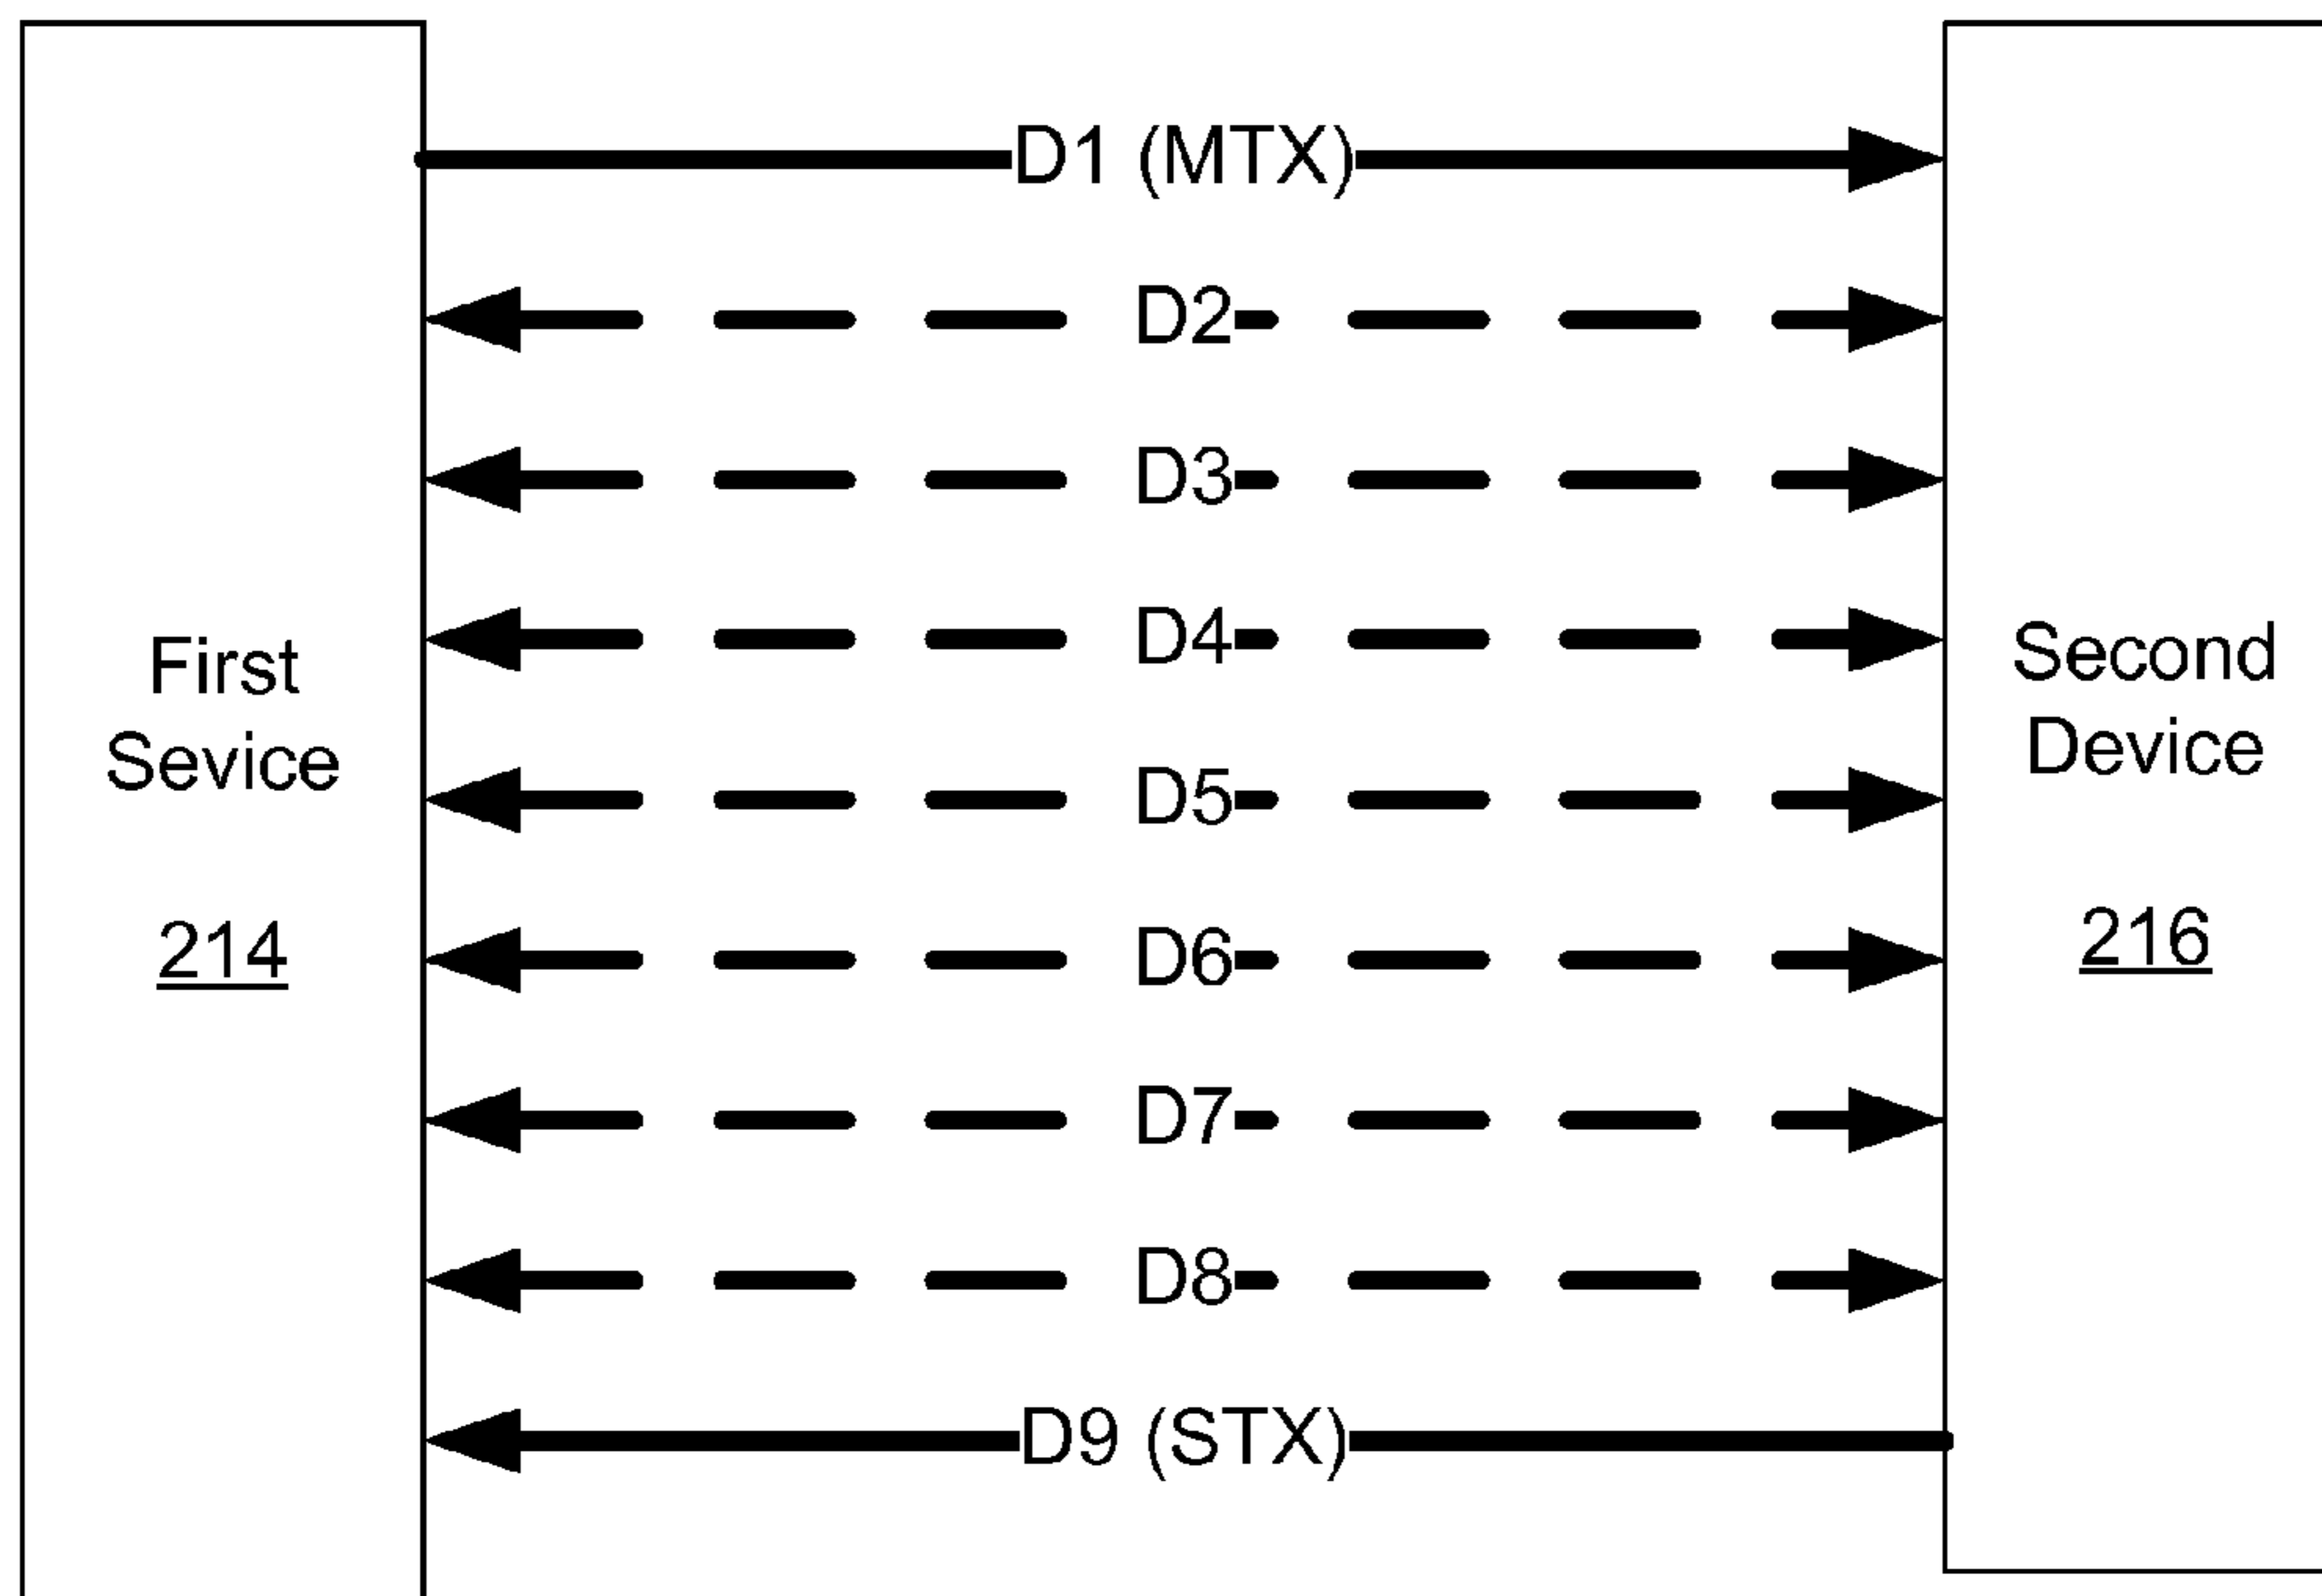 D1 (MTX)
D2
D3
D4
D5
D6
D7
D8
D9 (STX)
First
Sevice
214
Second
Device
216